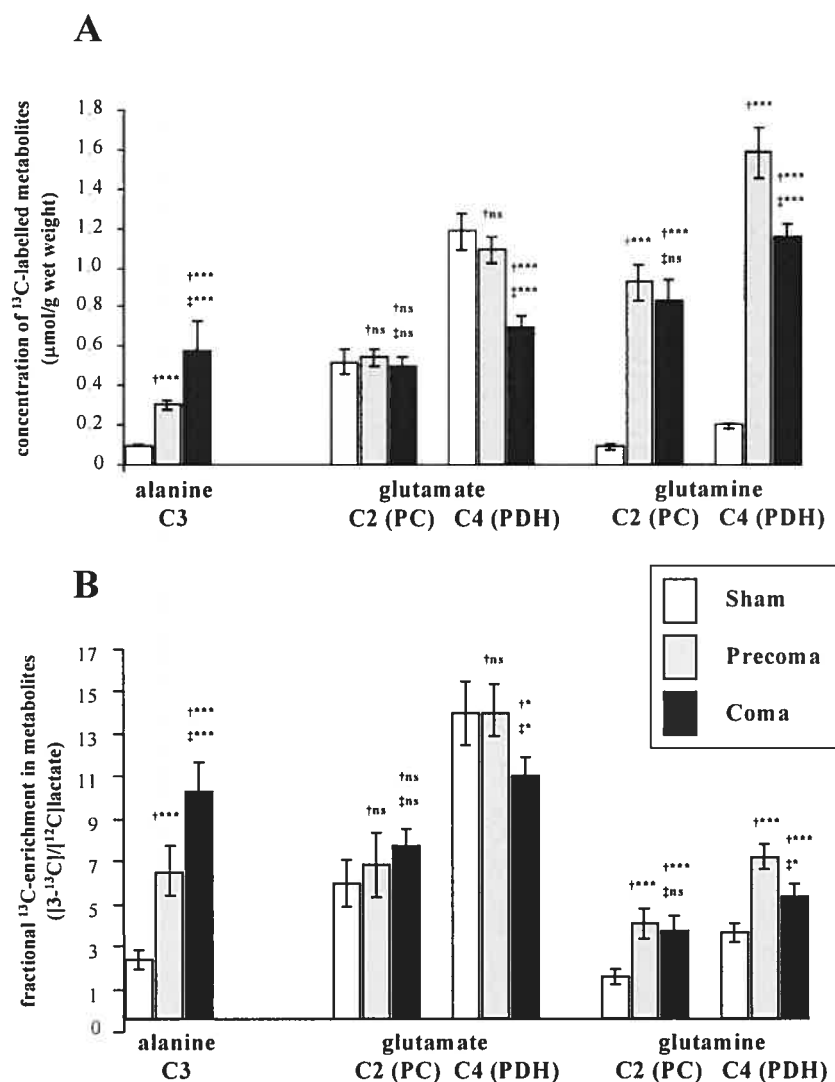 A
concentration of ¹³C-labelled metabolites
(µmol/g wet weight)
1.8
1.6
1.4
1.2
1.0
0.8
0.6
0.4
0.2
0
†***
†***
‡***
†ns
†ns
‡ns
†ns
†***
‡***
†***
†***
‡ns
†***
†***
‡***
alanine
C3
glutamate
C2 (PC) C4 (PDH)
glutamine
C2 (PC) C4 (PDH)
B
Sham
Precoma
Coma
fractional ¹³C-enrichment in metabolites
([3-¹³C]/[¹²C]lactate)
17
15
13
11
9
7
5
3
1
0
†***
†***
‡***
†ns
†ns
‡ns
†ns
†*
‡*
†***
†***
‡ns
†***
†***
‡*
alanine
C3
glutamate
C2 (PC) C4 (PDH)
glutamine
C2 (PC) C4 (PDH)